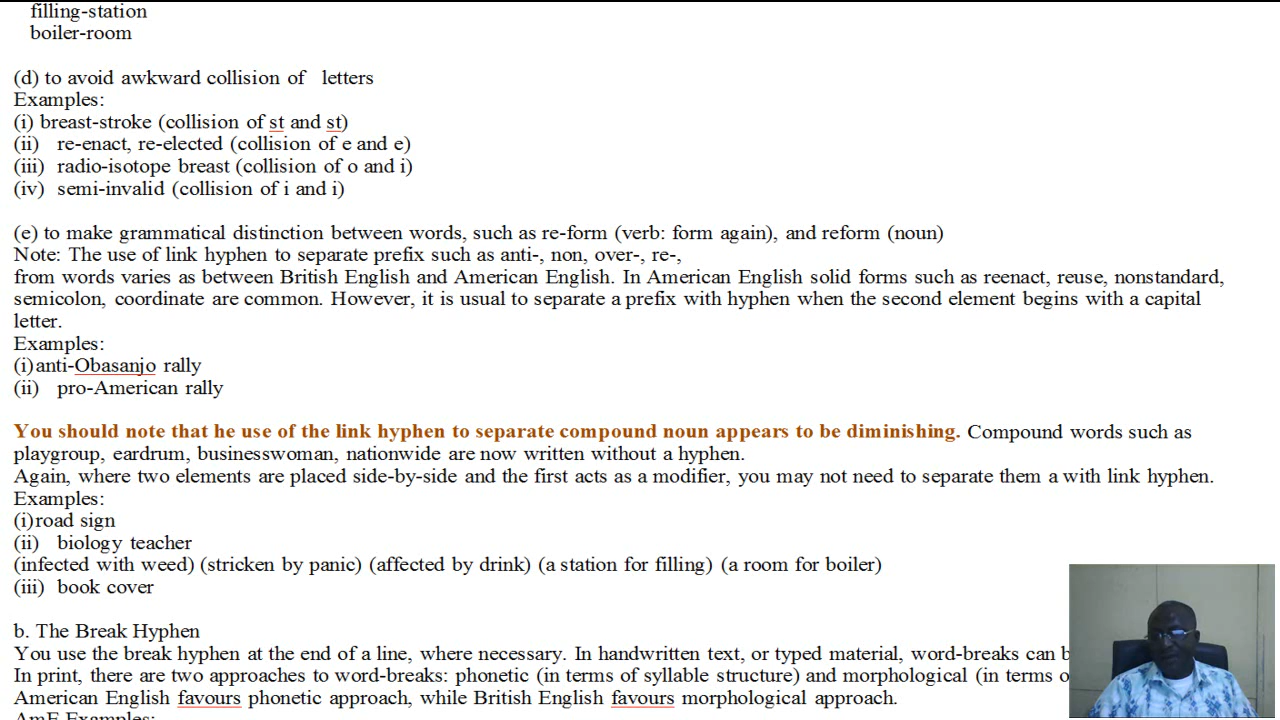 filling-station
boiler-room
(d) to avoid awkward collision of letters
Examples:
(i) breast-stroke (collision of st and st)
(ii) re-enact, re-elected (collision of e and e)
(iii) radio-isotope breast (collision of o and i)
(iv) semi-invalid (collision of i and i)
(e) to make grammatical distinction between words, such as re-form (verb: form again), and reform (noun)
Note: The use of link hyphen to separate prefix such as anti-, non, over-, re-,
from words varies as between British English and American English. In American English solid forms such as reenact, reuse, nonstandard,
semicolon, coordinate are common. However, it is usual to separate a prefix with hyphen when the second element begins with a capital
letter.
Examples:
(i) anti-Obasanjo rally
(ii) pro-American rally
You should note that he use of the link hyphen to separate compound noun appears to be diminishing. Compound words such as
playgroup, eardrum, businesswoman, nationwide are now written without a hyphen.
Again, where two elements are placed side-by-side and the first acts as a modifier, you may not need to separate them a with link hyphen.
Examples:
(i) road sign
(ii) biology teacher
(infected with weed) (stricken by panic) (affected by drink) (a station for filling) (a room for boiler)
(iii) book cover
b. The Break Hyphen
You use the break hyphen at the end of a line, where necessary. In handwritten text, or typed material, word-breaks can
In print, there are two approaches to word-breaks: phonetic (in terms of syllable structure) and morphological (in terms
American English favours phonetic approach, while British English favours morphological approach.
AmE Examples: